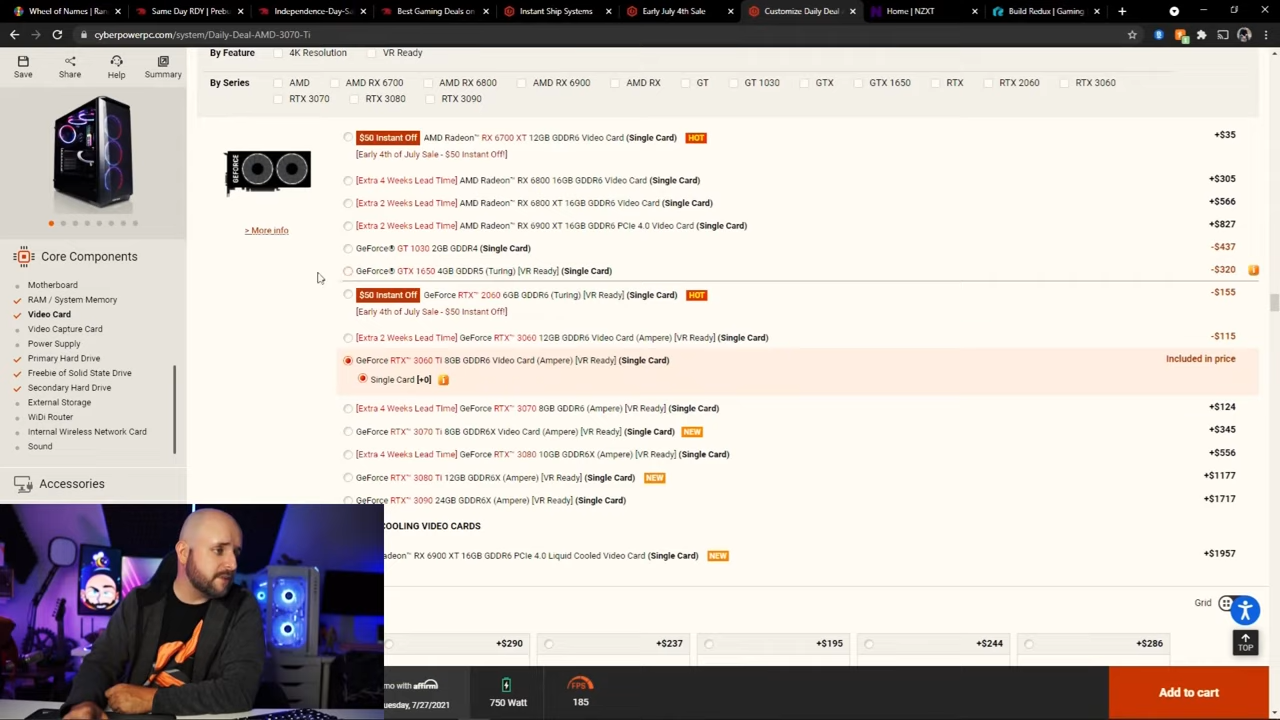 Wheel of Names | Ran
Same Day RDY | Preb
Independence-Day-Sa
Best Gaming Deals on
Instant Ship Systems
Early July 4th Sale
Customize Daily Deal
Home | NZXT
Build Redux | Gaming
cyberpowerpc.com/system/Daily-Deal-AMD-3070-Ti
Save
Share
Help
Summary
By Feature 4K Resolution VR Ready
By Series AMD AMD RX 6700 AMD RX 6800 AMD RX 6900 AMD RX GT GT 1030 GTX GTX 1650 RTX RTX 2060 RTX 3060
RTX 3070 RTX 3080 RTX 3090
GEFORCE
> More info
$50 Instant Off AMD Radeon™ RX 6700 XT 12GB GDDR6 Video Card (Single Card) HOT +$35
[Early 4th of July Sale - $50 Instant Off!]
[Extra 4 Weeks Lead Time] AMD Radeon™ RX 6800 16GB GDDR6 Video Card (Single Card) +$305
[Extra 2 Weeks Lead Time] AMD Radeon™ RX 6800 XT 16GB GDDR6 Video Card (Single Card) +$566
[Extra 2 Weeks Lead Time] AMD Radeon™ RX 6900 XT 16GB GDDR6 PCIe 4.0 Video Card (Single Card) +$827
GeForce® GT 1030 2GB GDDR4 (Single Card) -$437
GeForce® GTX 1650 4GB GDDR5 (Turing) [VR Ready] (Single Card) -$320
$50 Instant Off GeForce RTX™ 2060 6GB GDDR6 (Turing) [VR Ready] (Single Card) HOT -$155
[Early 4th of July Sale - $50 Instant Off!]
[Extra 2 Weeks Lead Time] GeForce RTX™ 3060 12GB GDDR6 Video Card (Ampere) [VR Ready] (Single Card) -$115
GeForce RTX™ 3060 Ti 8GB GDDR6 Video Card (Ampere) [VR Ready] (Single Card) Included in price
Single Card [+0]
[Extra 4 Weeks Lead Time] GeForce RTX™ 3070 8GB GDDR6 (Ampere) [VR Ready] (Single Card) +$124
GeForce RTX™ 3070 Ti 8GB GDDR6X Video Card (Ampere) [VR Ready] (Single Card) NEW +$345
[Extra 4 Weeks Lead Time] GeForce RTX™ 3080 10GB GDDR6X (Ampere) [VR Ready] (Single Card) +$556
GeForce RTX™ 3080 Ti 12GB GDDR6X (Ampere) [VR Ready] (Single Card) NEW +$1177
GeForce RTX™ 3090 24GB GDDR6X (Ampere) [VR Ready] (Single Card) +$1717
COOLING VIDEO CARDS
adeon™ RX 6900 XT 16GB GDDR6 PCIe 4.0 Liquid Cooled Video Card (Single Card) NEW +$1957
Core Components
Motherboard
RAM / System Memory
Video Card
Video Capture Card
Power Supply
Primary Hard Drive
Freebie of Solid State Drive
Secondary Hard Drive
External Storage
WiDi Router
Internal Wireless Network Card
Sound
Accessories
Grid
TOP
+$290 +$237 +$195 +$244 +$286
mo with affirm
uesday, 7/27/2021
750 Watt
FPS
185
Add to cart